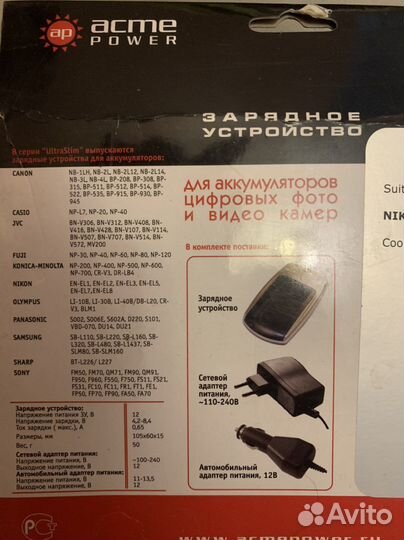 ap acme
POWER
ЗАРЯДНОЕ
УСТРОЙСТВО
В серии "UltraSlim" выпускаются
зарядные устройства для аккумуляторов:
CANON NB-1LH, NB-2L, NB-2L12, NB-2L14,
NB-3L, NB-4L, BP-208, BP-308, BP-
315, BP-511, BP-512, BP-514, BP-
522, BP-535, BP-915, BP-930, BP-
945
CASIO NP-L7, NP-20, NP-40
JVC BN-V306, BN-V312, BN-V408, BN-
V416, BN-V428, BN-V107, BN-V114,
BN-V507, BN-V707, BN-V514, BN-
V572, MV200
FUJI NP-30, NP-40, NP-60, NP-80, NP-120
KONICA-MINOLTA NP-200, NP-400, NP-500, NP-600,
NP-700, CR-V3, DR-LB4
NIKON EN-EL1, EN-EL2, EN-EL3, EN-EL5,
EN-EL7,EN-EL8
OLYMPUS LI-10B, LI-30B, LI-40B/DB-L20, CR-
V3, BLM1
PANASONIC S002, S006E, S602A, D220, S101,
VBD-070, DU14, DU21
SAMSUNG SB-L110, SB-L220, SB-L160, SB-
L320, SB-L480, SB-L1437, SB-
SLM80, SB-SLM160
SHARP BT-L226/ L227
SONY FM50, FM70, QM71, FM90, QM91,
F950, F960, F550, F750, FS11, FS21,
FS31, FC10, FC11, FR1, FT1, FE1,
FP50, FP70, FP90, FA50, FA70
Зарядное устройство:
Напряжение питания ЗУ, В 12
Напряжение зарядки, В 4,2-8,4
Ток зарядки ( макс.), А 0,65
Размеры, мм 105x60x15
Вес, г 50
Сетевой адаптер питания:
Напряжение питания, В ~100-240
Выходное напряжение, В 12
Автомобильный адаптер питания:
Напряжение питания, В 11-13,5
Выходное напряжение, В 12
для аккумуляторов
цифровых фото
и видео камер
В комплекте поставки:
Зарядное
устройство
Сетевой
адаптер
питания,
~110-240В
Автомобильный
адаптер питания, 12В
Suit
NIK
Coo
РС
www.acmepower.ru
Avito